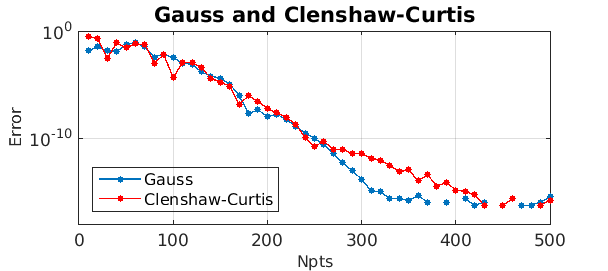 Gauss and Clenshaw-Curtis
10^0
10^-10
Error
Gauss
Clenshaw-Curtis
0 100 200 300 400 500
Npts